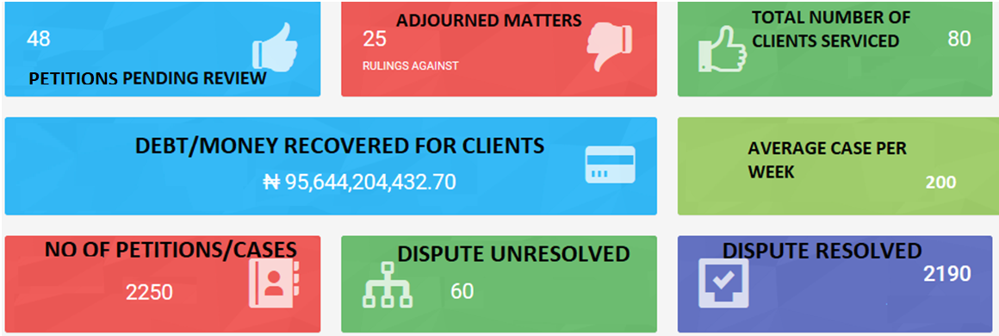 48
PETITIONS PENDING REVIEW
ADJOURNED MATTERS
25
RULINGS AGAINST
TOTAL NUMBER OF
CLIENTS SERVICED
80
DEBT/MONEY RECOVERED FOR CLIENTS
₦ 95,644,204,432.70
AVERAGE CASE PER
WEEK
200
NO OF PETITIONS/CASES
2250
DISPUTE UNRESOLVED
60
DISPUTE RESOLVED
2190